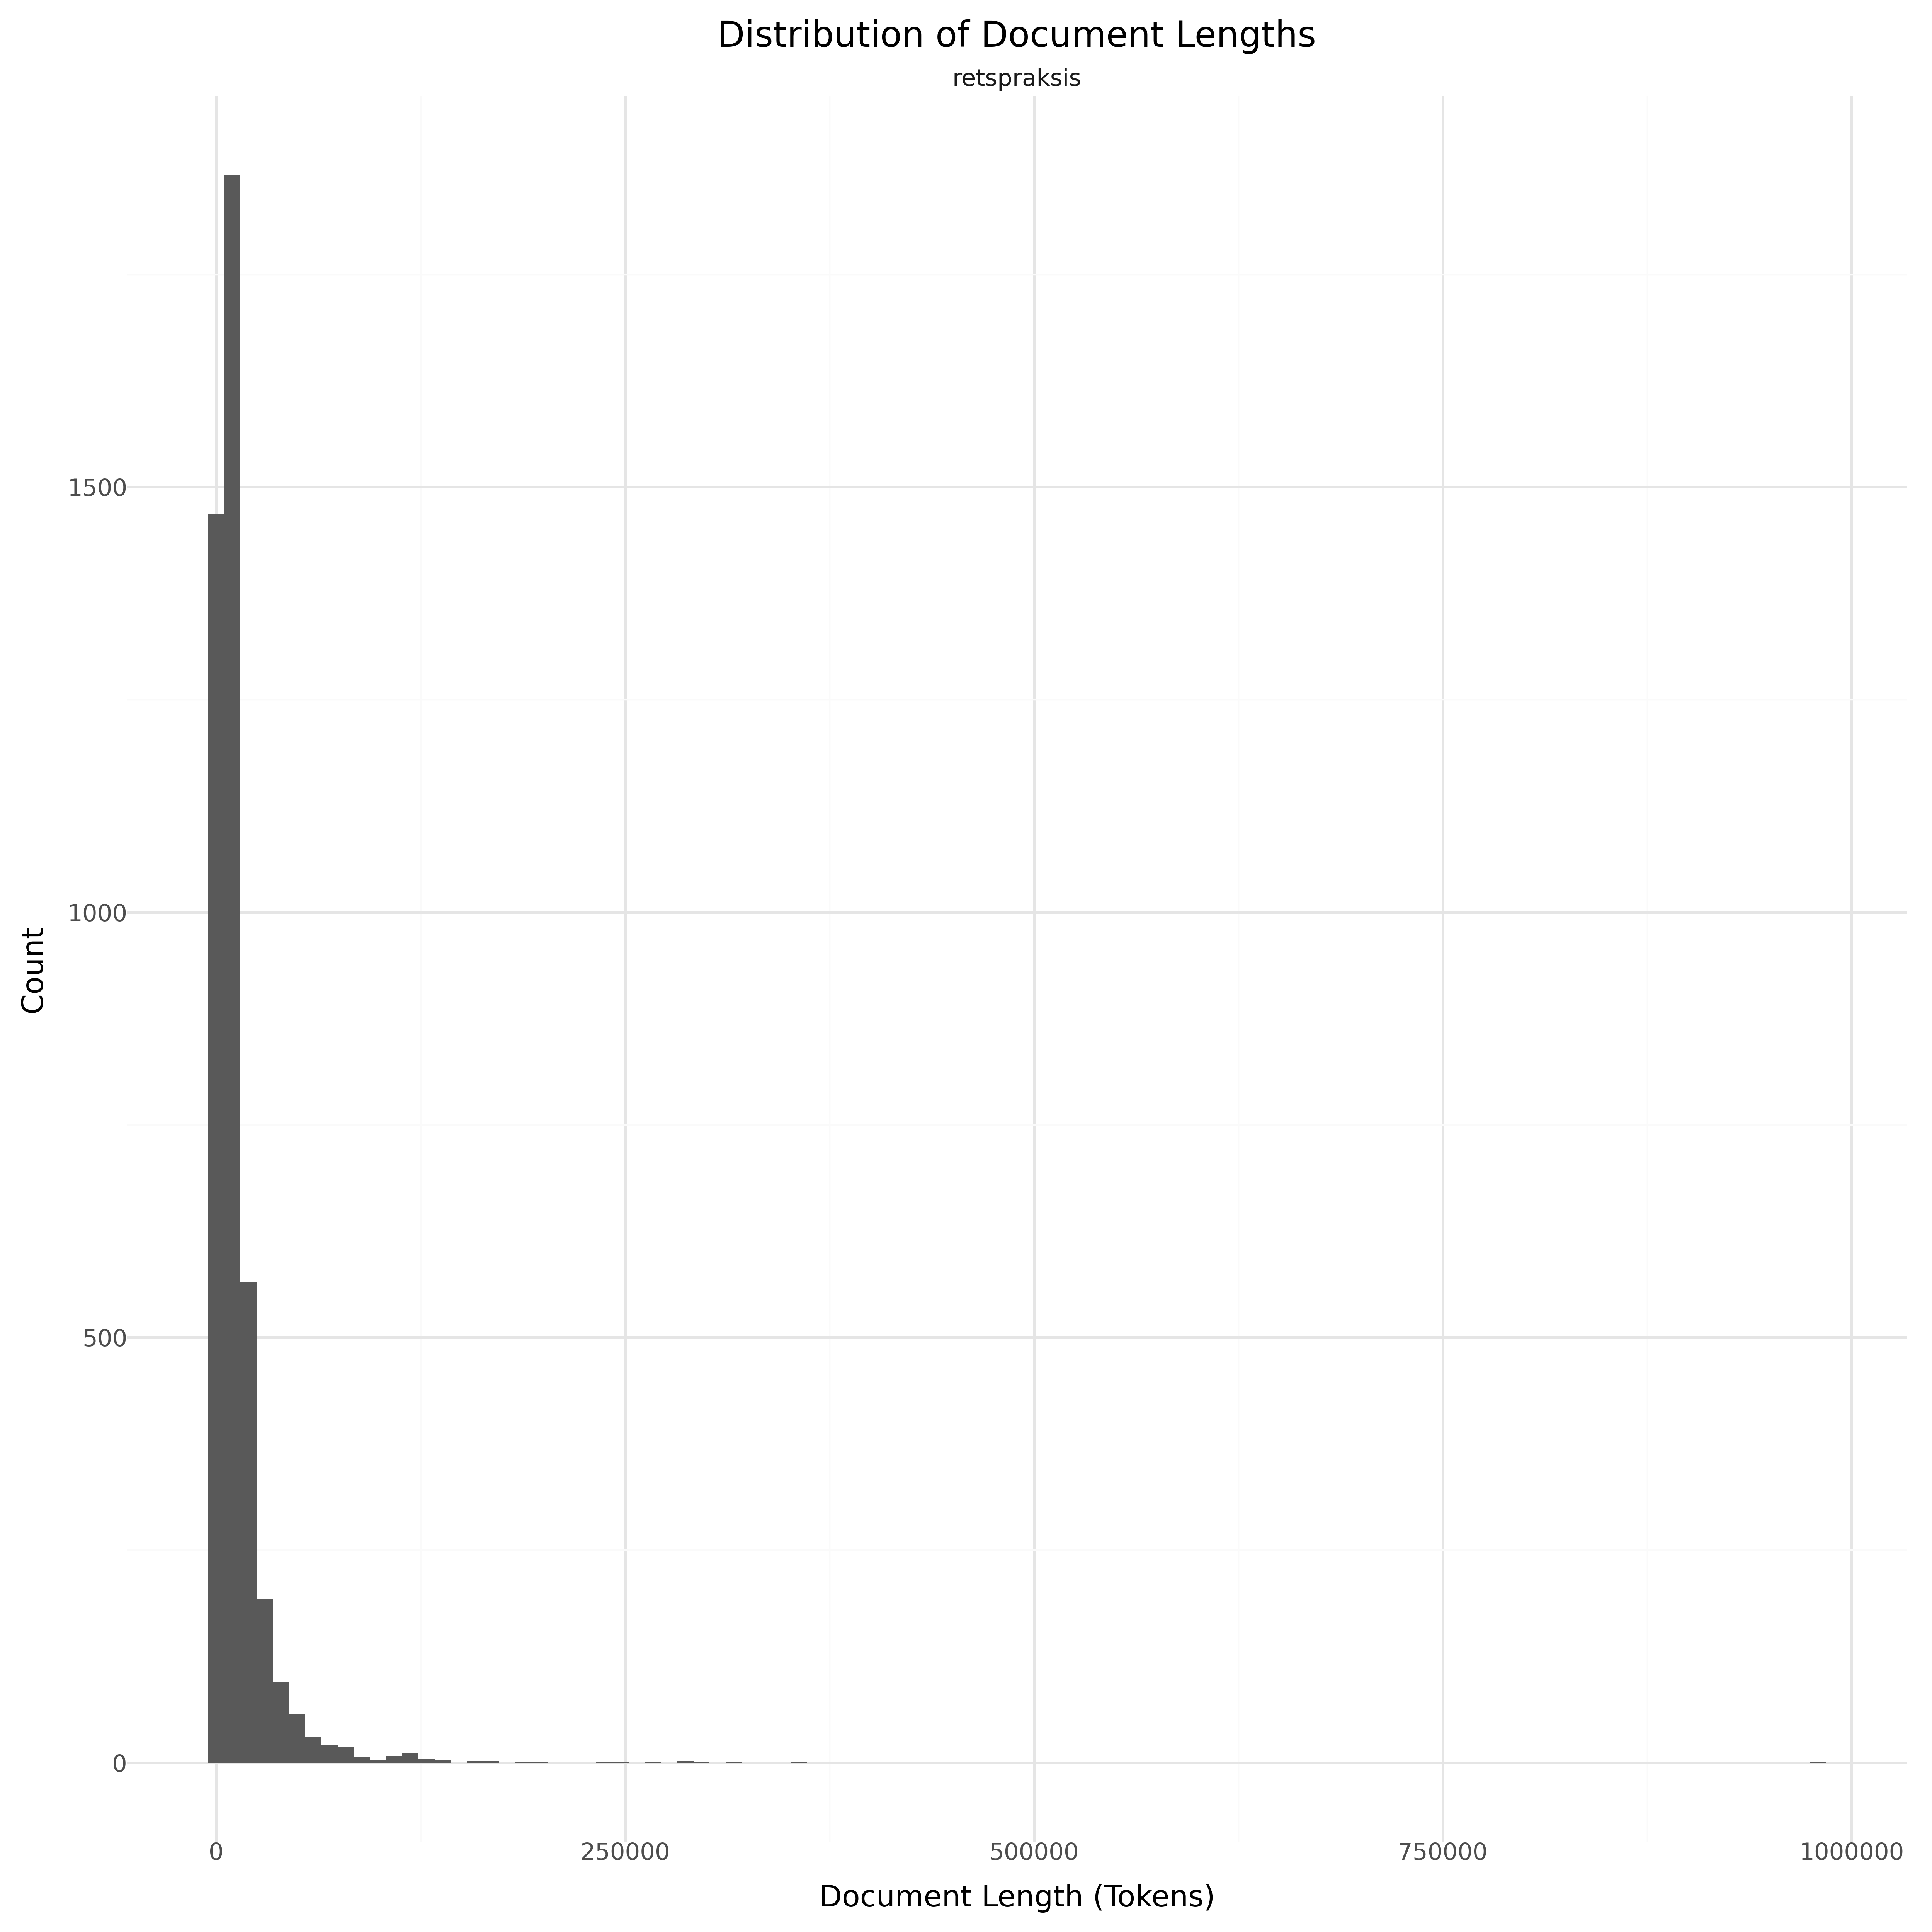 Distribution of Document Lengths
retspraksis
1500
1000
500
0
Count
0 250000 500000 750000 1000000
Document Length (Tokens)